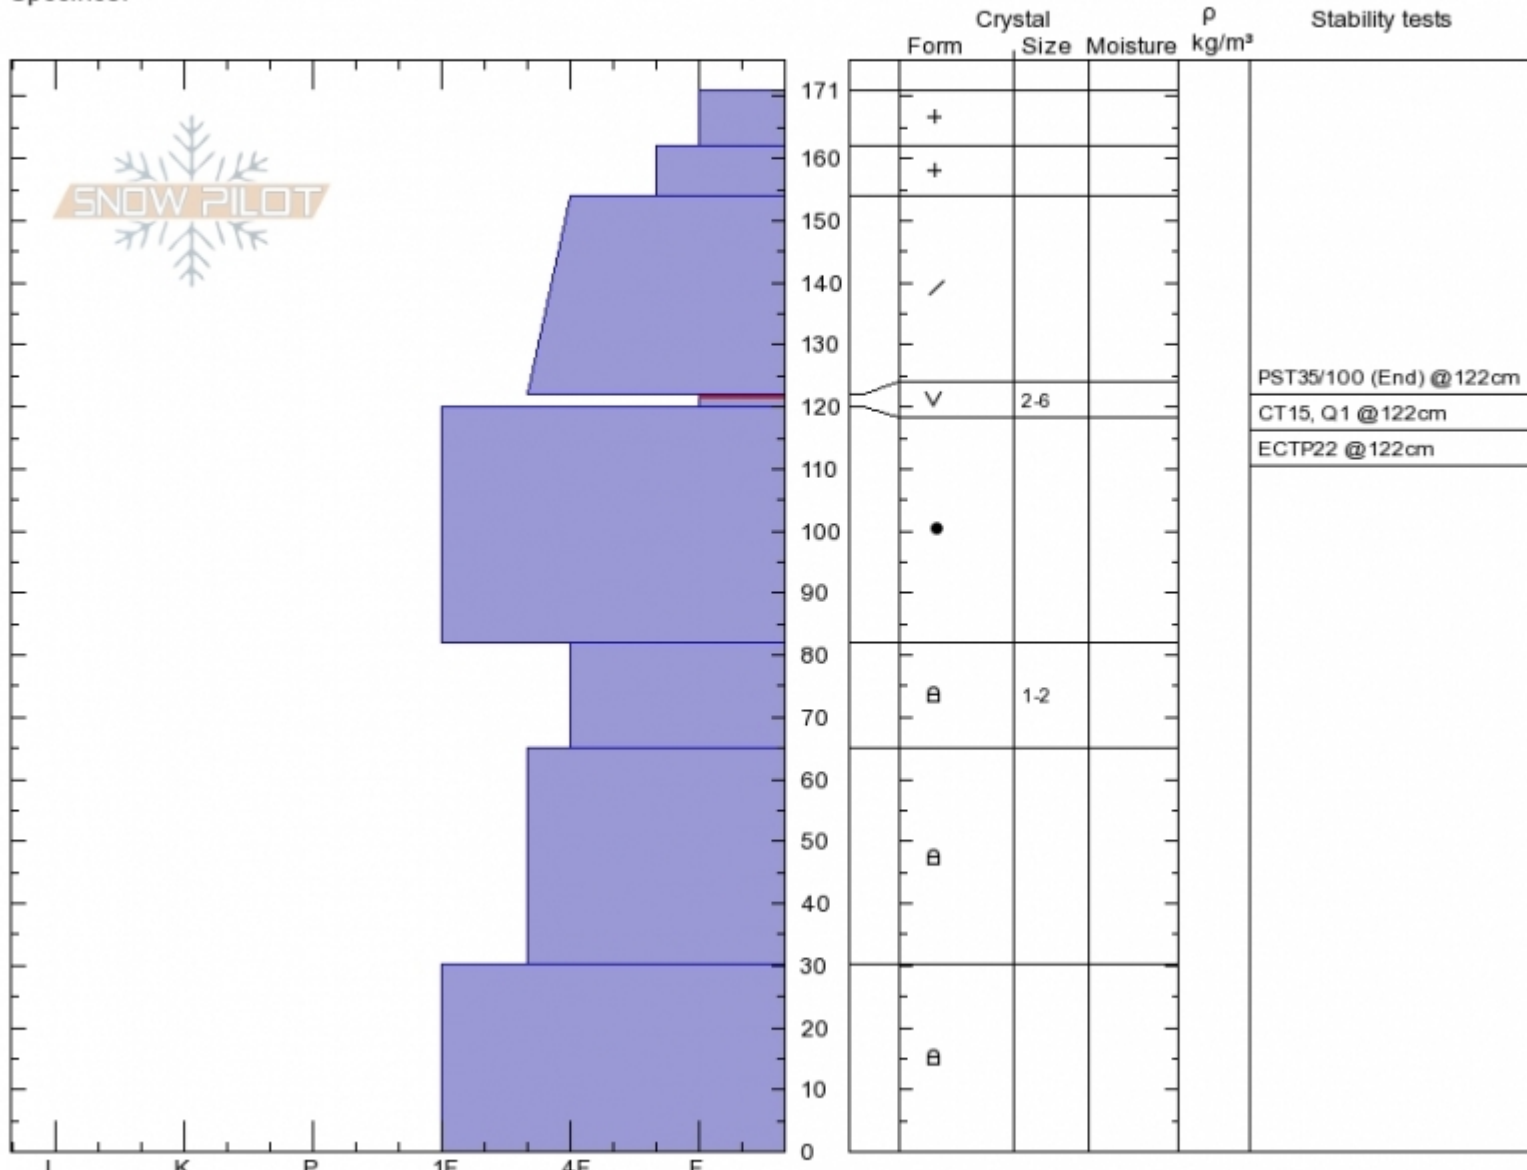 Crystal ρ Stability tests
Form Size Moisture kg/m³
171
SNOW PILOT
160
150
140
130
PST35/100 (End) @122cm
120
2-6
CT15, Q1 @122cm
ECTP22 @122cm
110
100
90
80
1-2
70
60
50
40
30
20
10
0
I K P 1F 4F F